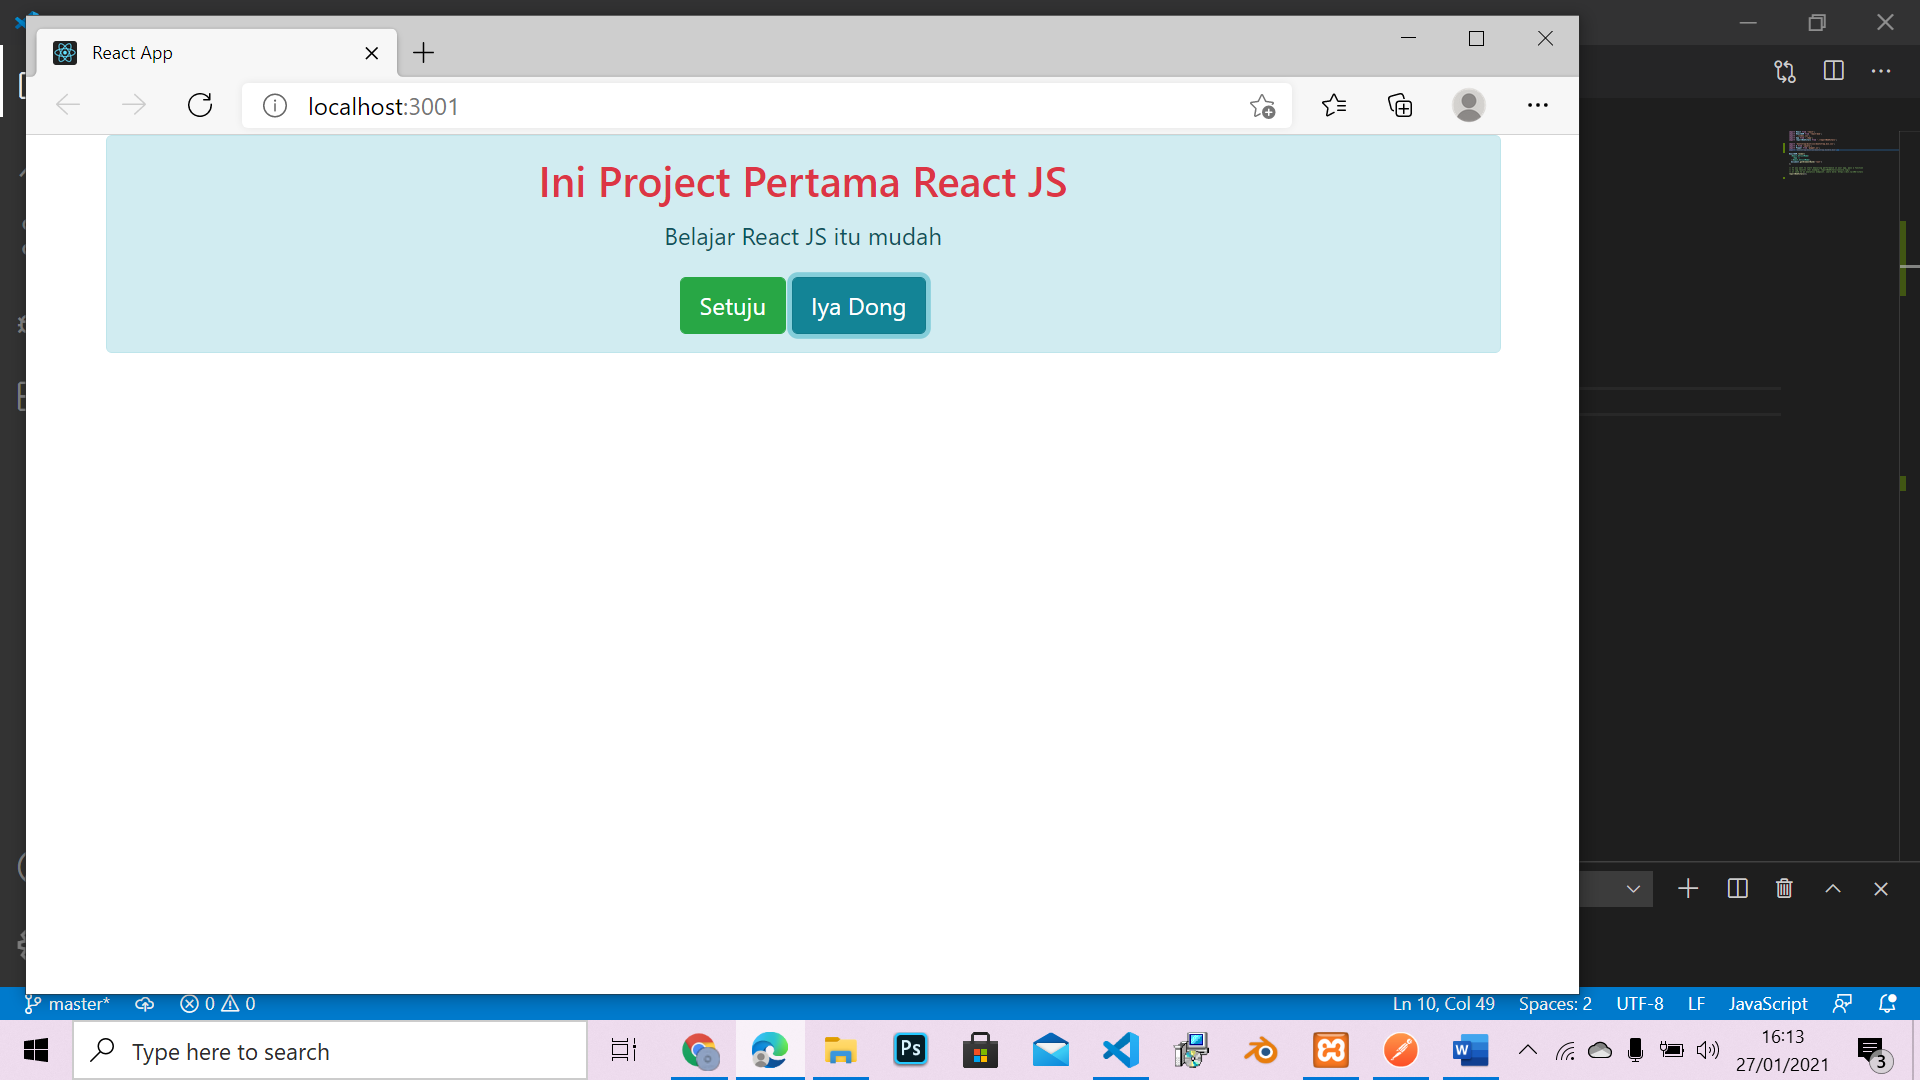 React App
localhost:3001
Ini Project Pertama React JS
Belajar React JS itu mudah
Setuju
Iya Dong
master*
0
0
Ln 10, Col 49
Spaces: 2
UTF-8
LF
JavaScript
Type here to search
Ps
W
16:13
27/01/2021
3